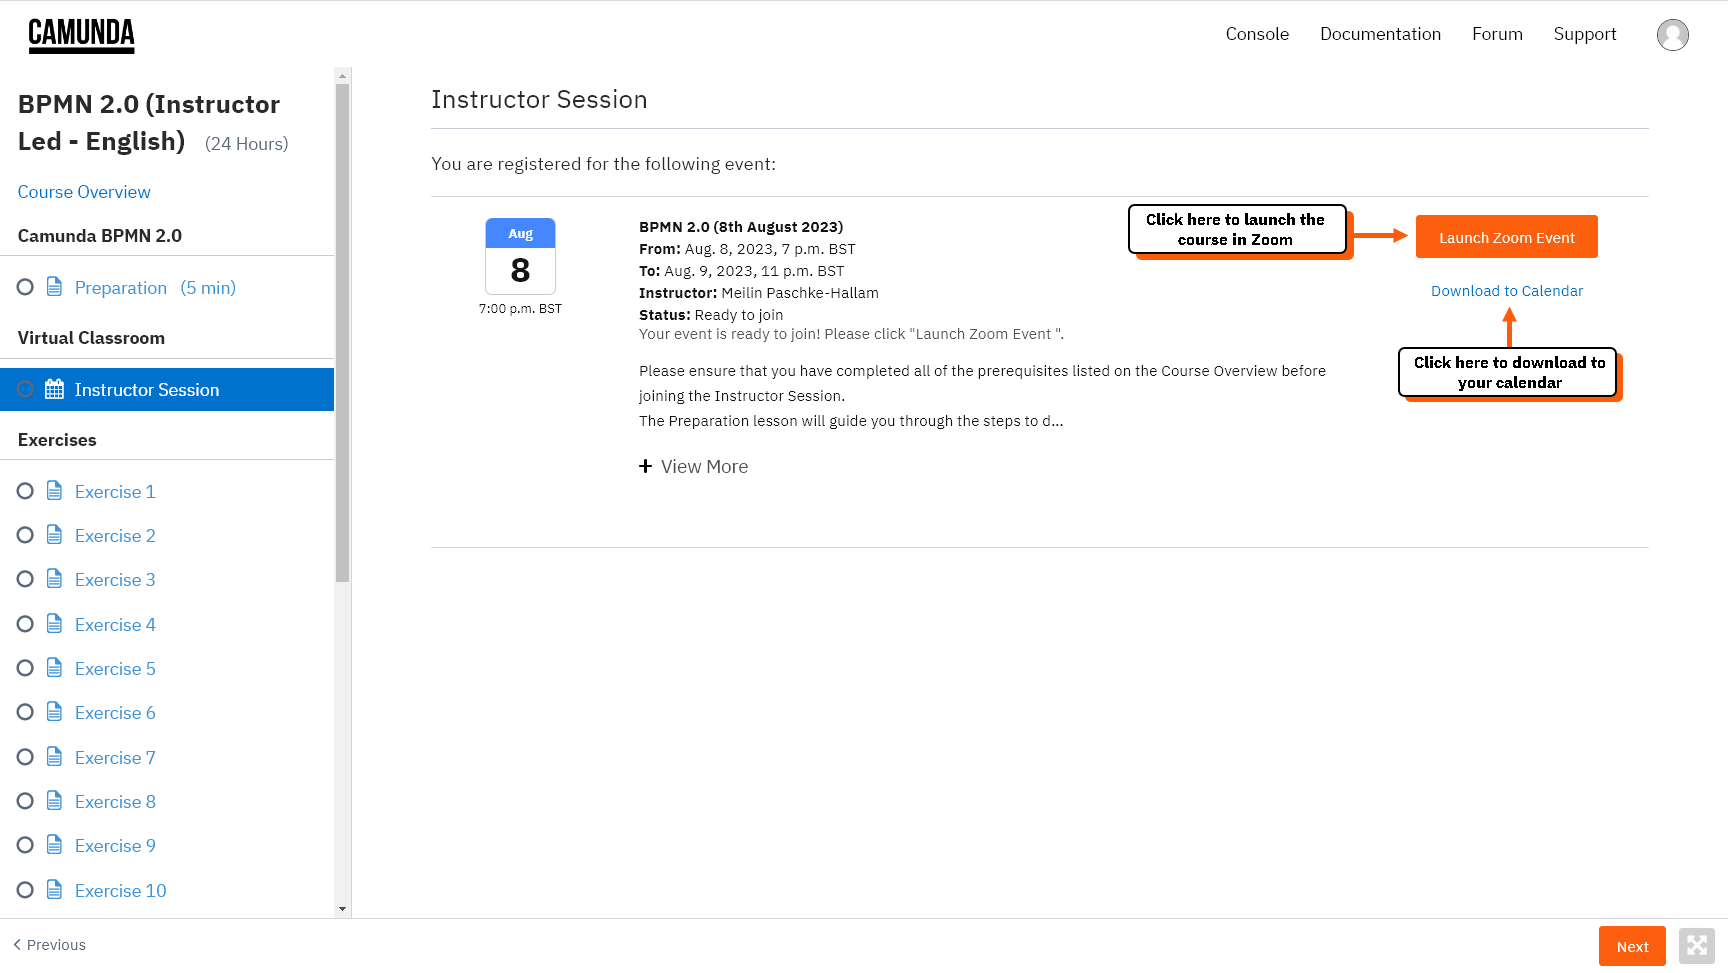 CAMUNDA
Console
Documentation
Forum
Support
BPMN 2.0 (Instructor
Led - English) (24 Hours)
Course Overview
Camunda BPMN 2.0
Preparation (5 min)
Virtual Classroom
Instructor Session
Exercises
Exercise 1
Exercise 2
Exercise 3
Exercise 4
Exercise 5
Exercise 6
Exercise 7
Exercise 8
Exercise 9
Exercise 10
Instructor Session
You are registered for the following event:
Aug
8
7:00 p.m. BST
BPMN 2.0 (8th August 2023)
From: Aug. 8, 2023, 7 p.m. BST
To: Aug. 9, 2023, 11 p.m. BST
Instructor: Meilin Paschke-Hallam
Status: Ready to join
Your event is ready to join! Please click "Launch Zoom Event ".
Please ensure that you have completed all of the prerequisites listed on the Course Overview before
joining the Instructor Session.
The Preparation lesson will guide you through the steps to d...
+ View More
Click here to launch the
course in Zoom
Launch Zoom Event
Download to Calendar
Click here to download to
your calendar
Previous
Next